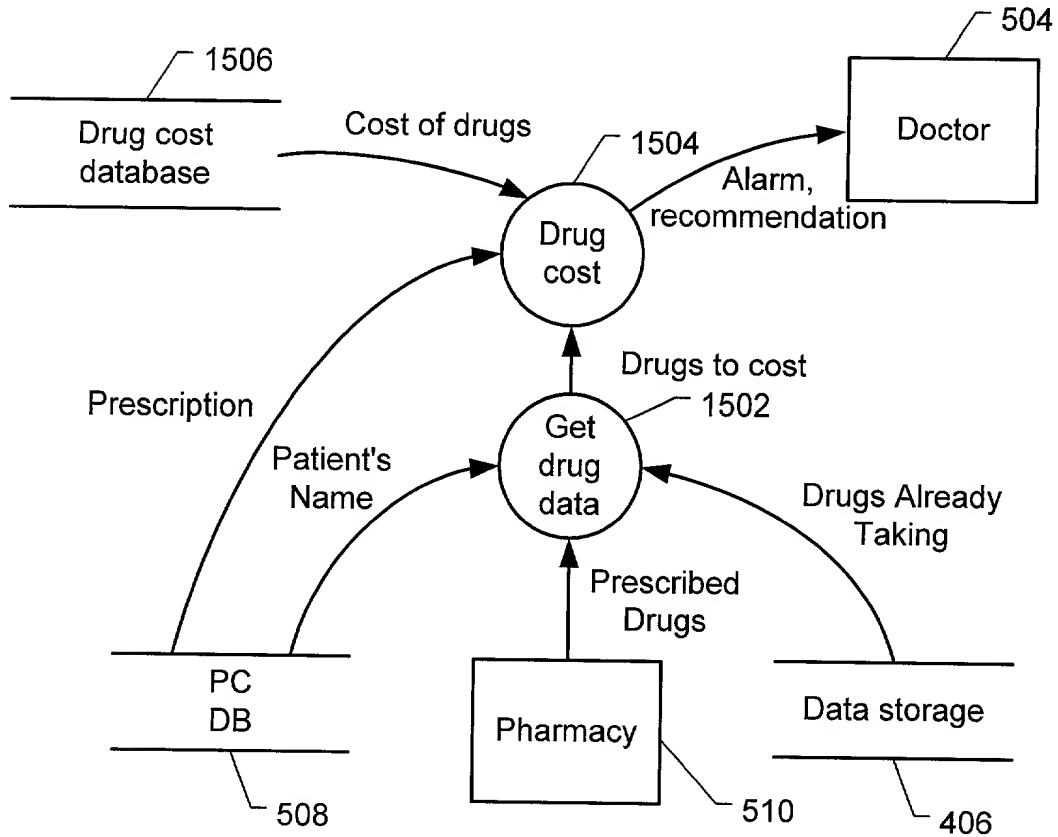 504
1506
Drug cost
database
Cost of drugs
1504
Doctor
Alarm,
recommendation
Drug
cost
Drugs to cost
1502
Prescription
Get
drug
data
Patient's
Name
Drugs Already
Taking
Prescribed
Drugs
PC
DB
Pharmacy
Data storage
508
510
406